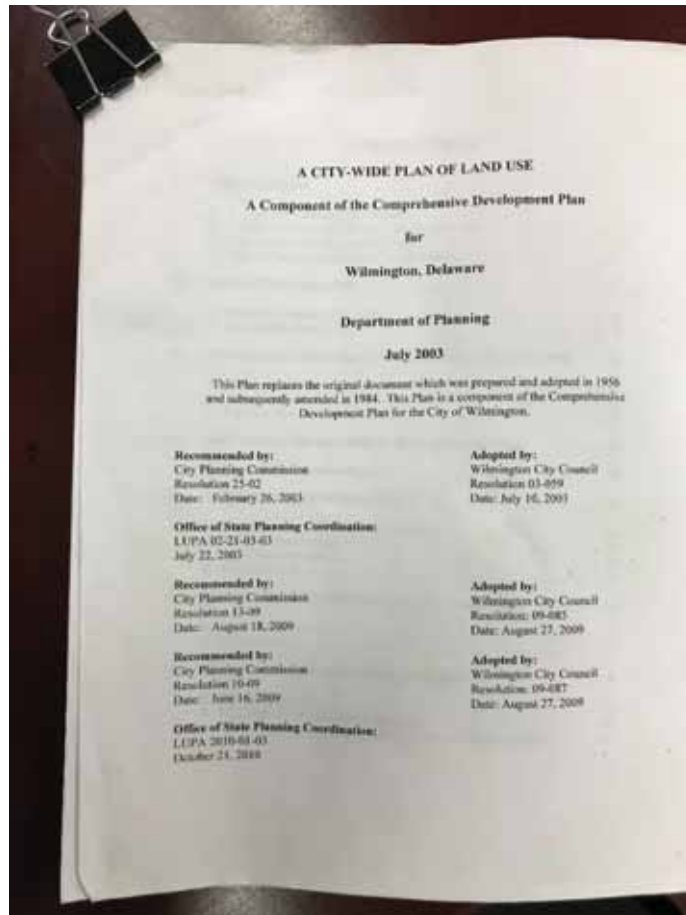 A CITY-WIDE PLAN OF LAND USE
A Component of the Comprehensive Development Plan
for
Wilmington, Delaware
Department of Planning
July 2003
This Plan replaces the original document which was prepared and adopted in 1956
and subsequently amended in 1984. This Plan is a component of the Comprehensive
Development Plan for the City of Wilmington.
Recommended by:
City Planning Commission
Resolution 25-02
Date: February 26, 2003
Adopted by:
Wilmington City Council
Resolution 03-059
Date: July 10, 2003
Office of State Planning Coordination:
LUPA 02-21-03-03
July 22, 2003
Recommended by:
City Planning Commission
Resolution 13-09
Date: August 18, 2009
Adopted by:
Wilmington City Council
Resolution: 09-085
Date: August 27, 2009
Recommended by:
City Planning Commission
Resolution 10-09
Date: June 16, 2009
Adopted by:
Wilmington City Council
Resolution: 09-087
Date: August 27, 2009
Office of State Planning Coordination:
LUPA
October 21, 2010